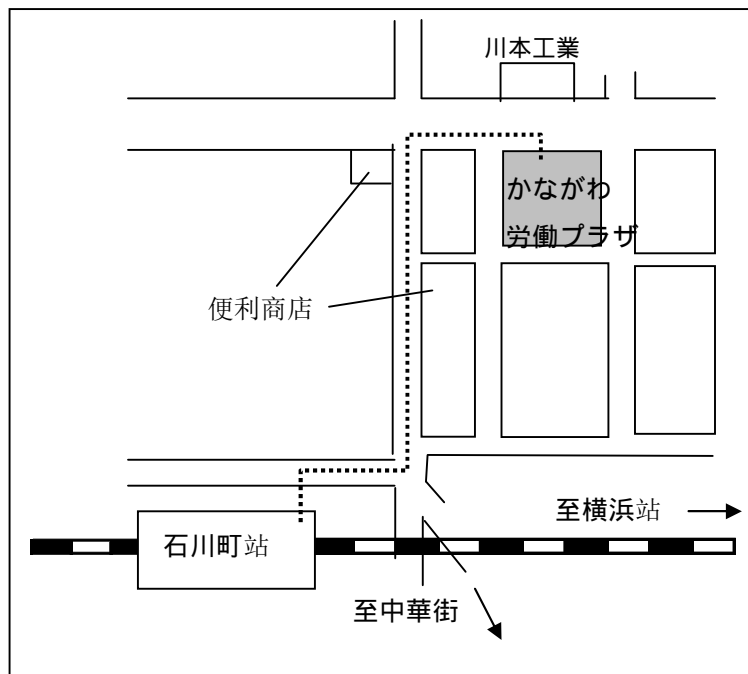 川本工業
かながわ
労働プラザ
便利商店
至横浜站
石川町站
至中華街